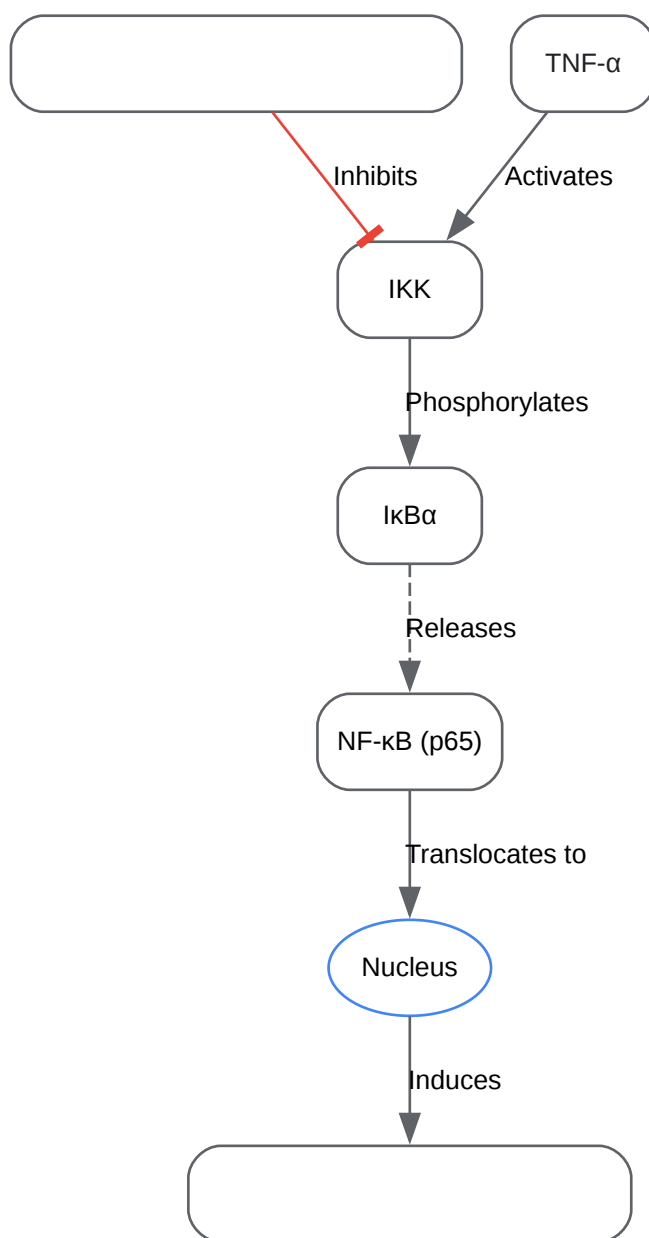 TNF-α
Inhibits
Activates
IKK
Phosphorylates
IκBα
Releases
NF-κB (p65)
Translocates to
Nucleus
Induces